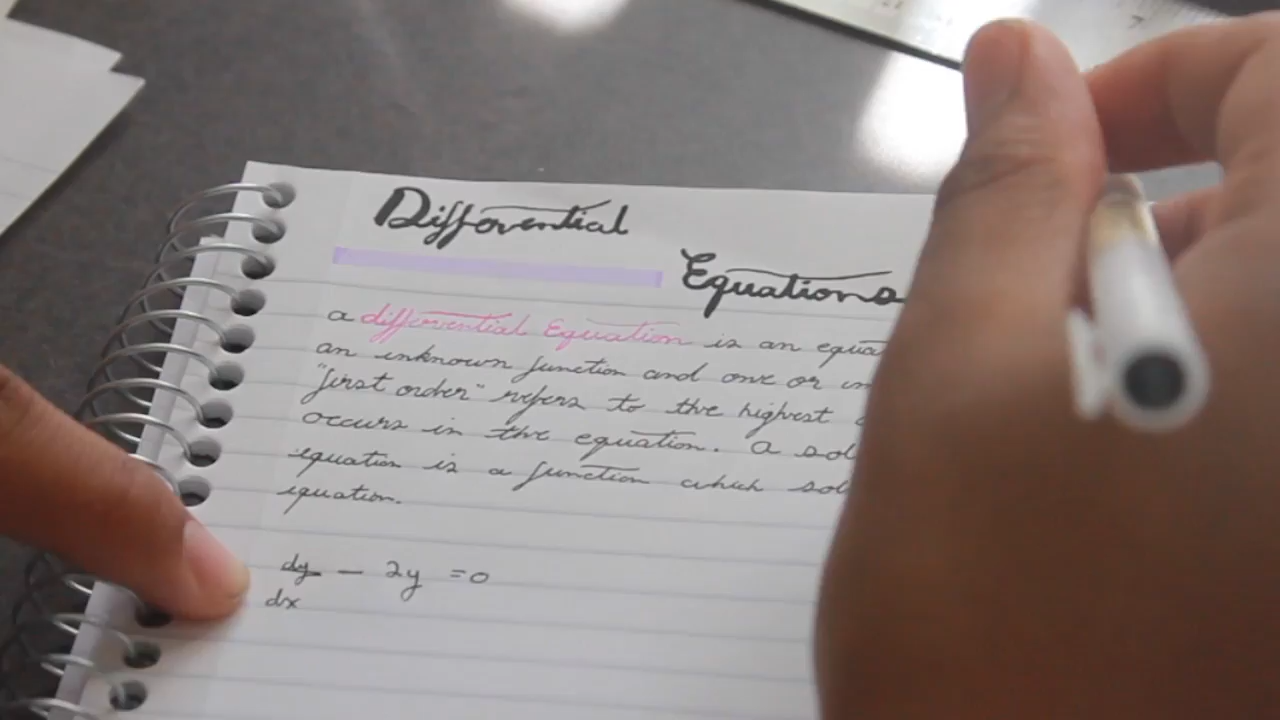 Differential
Equations
a differential Equation is an equa
an unknown function and one or m
"first order" refers to the highest
occurs in the equation. A sol
equation is a function which sol
equation.
dy — 2y = 0
dx
7